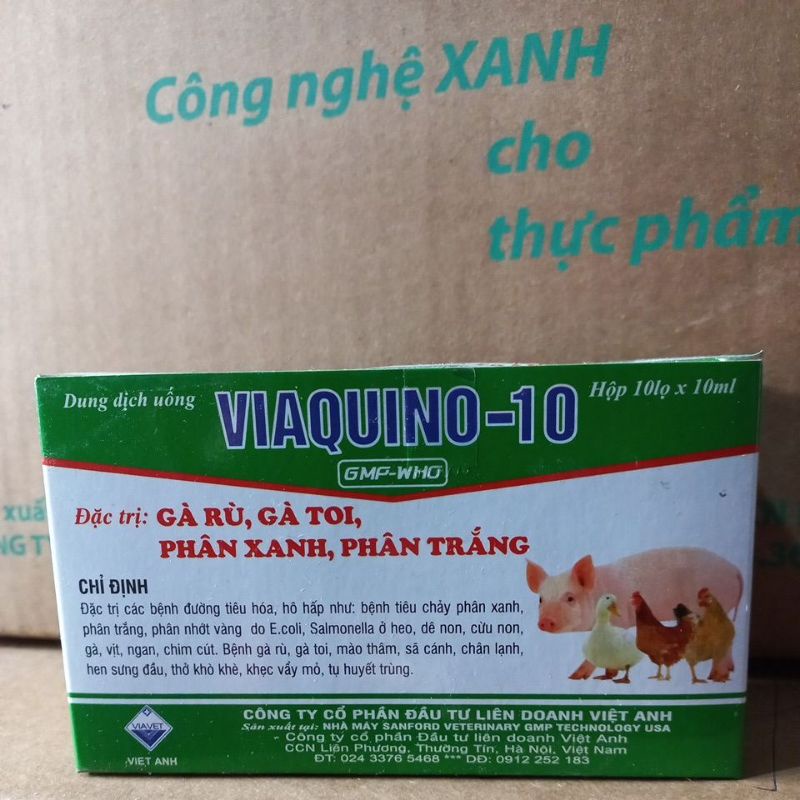 Công nghệ XANH
cho
thực phẩm
xuấ
NG TY
Dung dịch uống
VIAQUINO-10
Hộp 10lọ x 10ml
GMP-WHO
Đặc trị: GÀ RÙ, GÀ TOI,
PHÂN XANH, PHÂN TRẮNG
CHỈ ĐỊNH
Đặc trị các bệnh đường tiêu hóa, hô hấp như: bệnh tiêu chảy phân xanh,
phân trắng, phân nhớt vàng do E.coli, Salmonella ở heo, dê non, cừu non,
gà, vịt, ngan, chim cút. Bệnh gà rù, gà toi, mào thâm, sã cánh, chân lạnh,
hen sưng đầu, thở khò khè, khẹc vẩy mỏ, tụ huyết trùng.
VIAVET
VIỆT ANH
CÔNG TY CỔ PHẦN ĐẦU TƯ LIÊN DOANH VIỆT ANH
Sản xuất tại: NHÀ MÁY SANFORD VETERINARY GMP TECHNOLOGY USA
Công ty cổ phần Đầu tư liên doanh Việt Anh
CCN Liên Phương, Thường Tín, Hà Nội, Việt Nam
ĐT: 024 3376 5468 *** DĐ: 0912 252 183